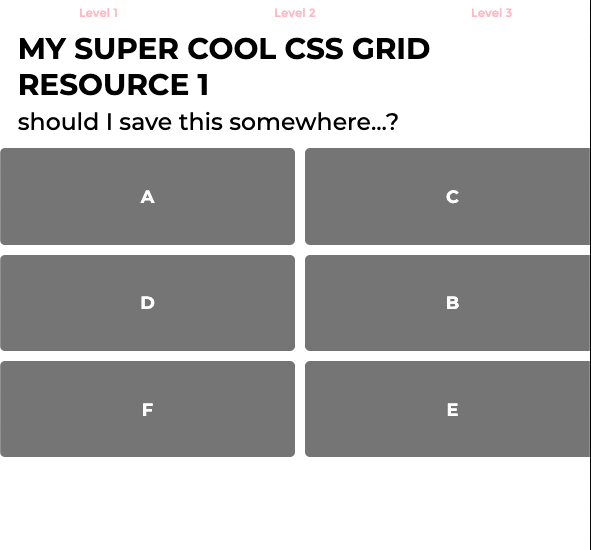 Level 1 Level 2 Level 3
MY SUPER COOL CSS GRID
RESOURCE 1
should I save this somewhere...?
A C
D B
F E